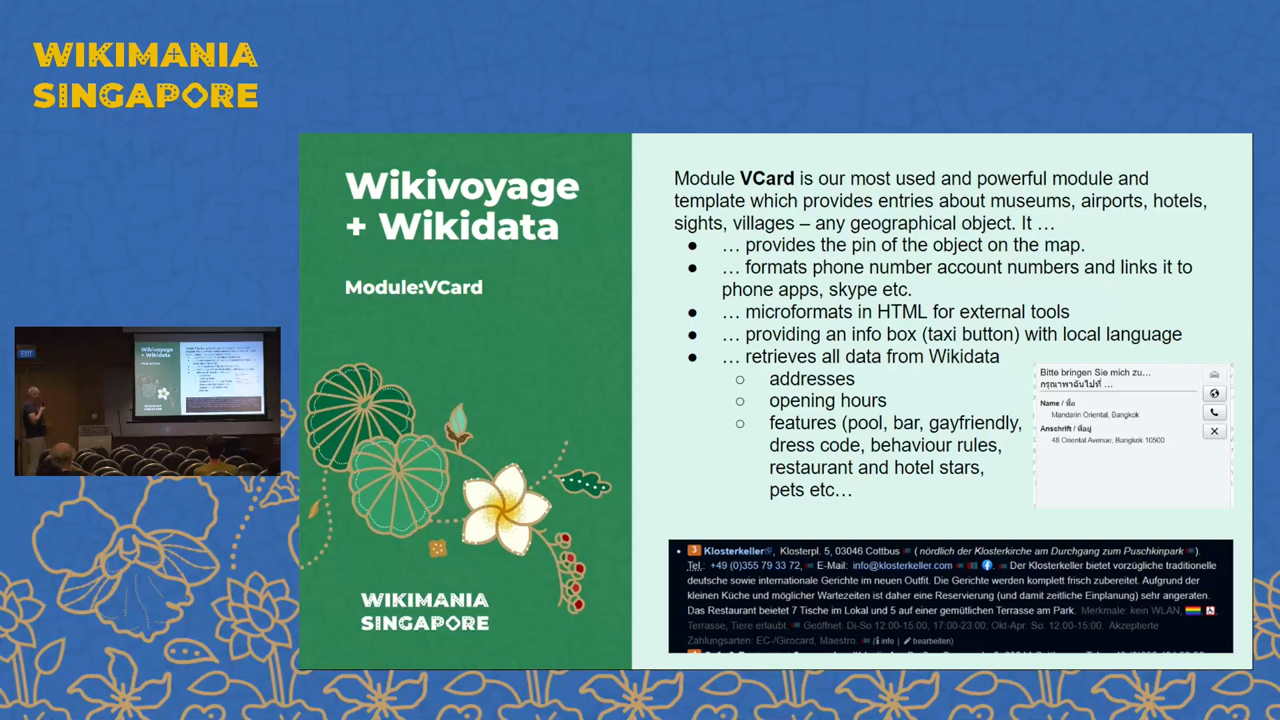 WIKIMANIA
SINGAPORE
Wikivoyage
+ Wikidata
Module:VCard
WIKIMANIA
SINGAPORE
Module VCard is our most used and powerful module and
template which provides entries about museums, airports, hotels,
sights, villages – any geographical object. It …
● … provides the pin of the object on the map.
● … formats phone number account numbers and links it to
phone apps, skype etc.
● … microformats in HTML for external tools
● … providing an info box (taxi button) with local language
● … retrieves all data from Wikidata
○ addresses
○ opening hours
○ features (pool, bar, gayfriendly,
dress code, behaviour rules,
restaurant and hotel stars,
pets etc…
Bitte bringen Sie mich zu…
กรุณาพาฉันไปที่ …
Name / ชื่อ
Mandarin Oriental, Bangkok
Anschrift / ที่อยู่
48 Oriental Avenue, Bangkok 10500
• 3 Klosterkeller, Klosterpl. 5, 03046 Cottbus ( nördlich der Klosterkirche am Durchgang zum Puschkinpark ).
Tel.: +49 (0)355 79 33 72, E-Mail: info@klosterkeller.com . Der Klosterkeller bietet vorzügliche traditionelle
deutsche sowie internationale Gerichte im neuen Outfit. Die Gerichte werden komplett frisch zubereitet. Aufgrund der
kleinen Küche und möglicher Wartezeiten ist daher eine Reservierung (und damit zeitliche Einplanung) sehr angeraten.
Das Restaurant beietet 7 Tische im Lokal und 5 auf einer gemütlichen Terrasse am Park. Merkmale: kein WLAN,
Terrasse, Tiere erlaubt. Geöffnet: Di-So 12:00-15:00, 17:00-23:00; Okt-Apr: So: 12:00-15:00. Akzeptierte
Zahlungsarten: EC-/Girocard, Maestro. / info | bearbeiten)
EXIT
Wikivoyage
+ Wikidata